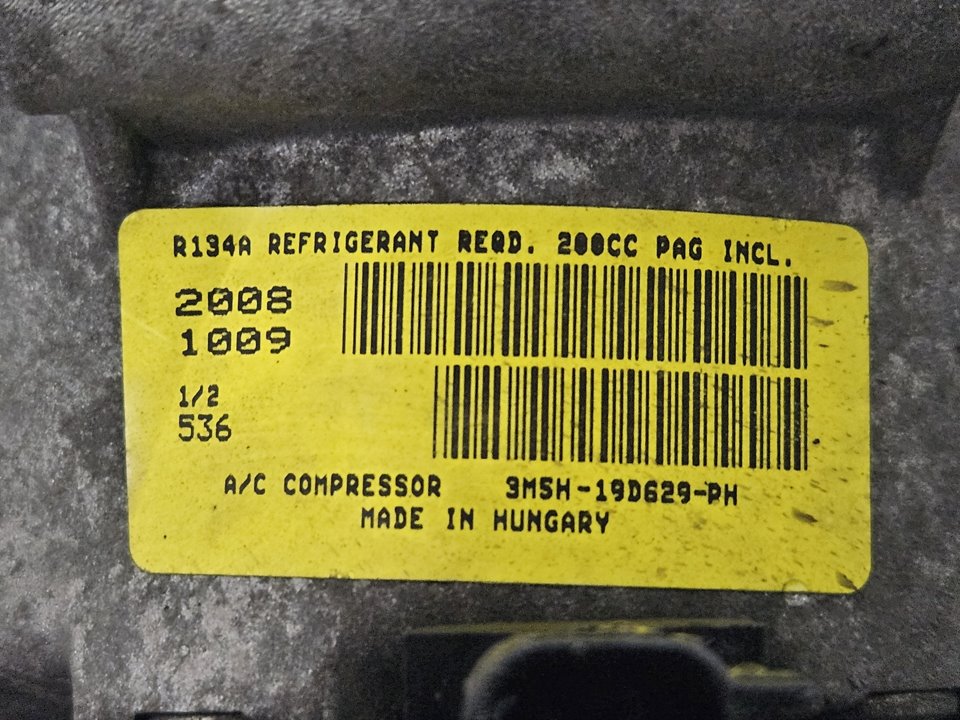 R134A REFRIGERANT REQD. 200CC PAG INCL.
2008
1009
1/2
536
A/C COMPRESSOR 3M5H-19D629-PH
MADE IN HUNGARY